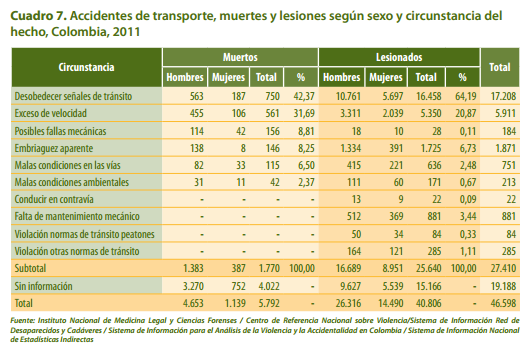 Cuadro 7. Accidentes de transporte, muertes y lesiones según sexo y circunstancia del
hecho, Colombia, 2011
Circunstancia Muertos Lesionados Total
Hombres Mujeres Total % Hombres Mujeres Total %
Desobedecer señales de tránsito 563 187 750 42,37 10.761 5.697 16.458 64,19 17.208
Exceso de velocidad 455 106 561 31,69 3.311 2.039 5.350 20,87 5.911
Posibles fallas mecánicas 114 42 156 8,81 18 10 28 0,11 184
Embriaguez aparente 138 8 146 8,25 1.334 391 1.725 6,73 1.871
Malas condiciones en las vías 82 33 115 6,50 415 221 636 2,48 751
Malas condiciones ambientales 31 11 42 2,37 111 60 171 0,67 213
Conducir en contravía - - - 13 9 22 0,09 22
Falta de mantenimiento mecánico - - - 512 369 881 3,44 881
Violación normas de tránsito peatones - - - 50 34 84 0,33 84
Violación otras normas de tránsito - - - 164 121 285 1,11 285
Subtotal 1.383 387 1.770 100,00 16.689 8.951 25.640 100,00 27.410
Sin información 3.270 752 4.022 - 9.627 5.539 15.166 - 19.188
Total 4.653 1.139 5.792 26.316 14.490 40.806 46.598
Fuente: Instituto Nacional de Medicina Legal y Ciencias Forenses / Centro de Referencia Nacional sobre Violencia/Sistema de Información Red de
Desaparecidos y Cadáveres / Sistema de Información para el Análisis de la Violencia y la Accidentalidad en Colombia / Sistema de Información Nacional
de Estadísticas Indirectas